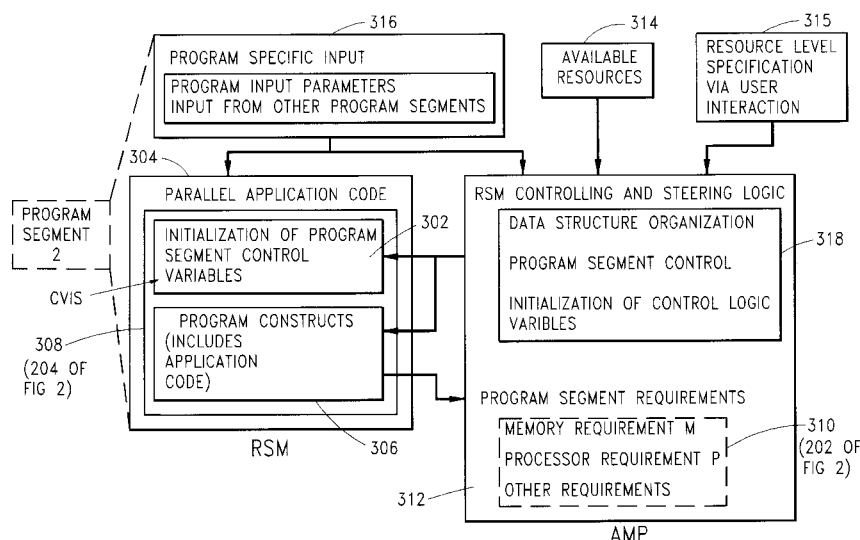 316
PROGRAM SPECIFIC INPUT
PROGRAM INPUT PARAMETERS
INPUT FROM OTHER PROGRAM SEGMENTS
314
AVAILABLE
RESOURCES
315
RESOURCE LEVEL
SPECIFICATION
VIA USER
INTERACTION
304
PARALLEL APPLICATION CODE
PROGRAM
SEGMENT
2
INITIALIZATION OF PROGRAM
SEGMENT CONTROL
VARIABLES
302
CVIS
308
(204 OF
FIG 2)
PROGRAM CONSTRUCTS
(INCLUDES
APPLICATION
CODE)
306
RSM
RSM CONTROLLING AND STEERING LOGIC
DATA STRUCTURE ORGANIZATION
PROGRAM SEGMENT CONTROL
INITIALIZATION OF CONTROL LOGIC
VARIBLES
318
PROGRAM SEGMENT REQUIREMENTS
MEMORY REQUIREMENT M
PROCESSOR REQUIREMENT P
OTHER REQUIREMENTS
310
(202 OF
FIG 2)
312
AMP